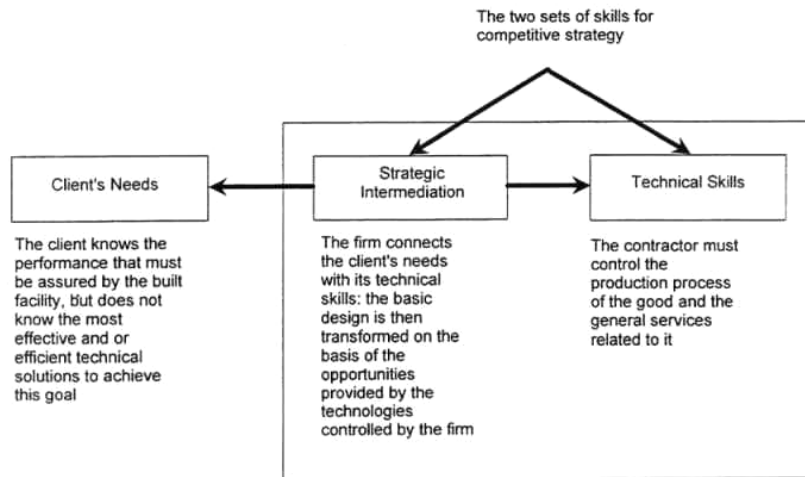 The two sets of skills for
competitive strategy
Client's Needs
Strategic
Intermediation
Technical Skills
The client knows the
performance that must
be assured by the built
facility, but does not
know the most
effective and or
efficient technical
solutions to achieve
this goal
The firm connects
the client's needs
with its technical
skills: the basic
design is then
transformed on the
basis of the
opportunities
provided by the
technologies
controlled by the firm
The contractor must
control the
production process
of the good and the
general services
related to it